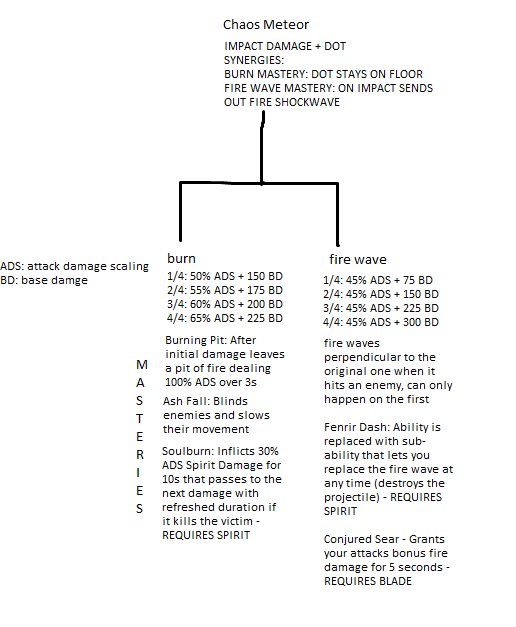 Chaos Meteor
IMPACT DAMAGE + DOT
SYNERGIES:
BURN MASTERY: DOT STAYS ON FLOOR
FIRE WAVE MASTERY: ON IMPACT SENDS
OUT FIRE SHOCKWAVE
ADS: attack damage scaling
BD: base damge
burn
1/4: 50% ADS + 150 BD
2/4: 55% ADS + 175 BD
3/4: 60% ADS + 200 BD
4/4: 65% ADS + 225 BD
M
A
S
T
E
R
I
E
S
Burning Pit: After
initial damage leaves
a pit of fire dealing
100% ADS over 3s
Ash Fall: Blinds
enemies and slows
their movement
Soulburn: Inflicts 30%
ADS Spirit Damage for
10s that passes to the
next damage with
refreshed duration if
it kills the victim -
REQUIRES SPIRIT
fire wave
1/4: 45% ADS + 75 BD
2/4: 45% ADS + 150 BD
3/4: 45% ADS + 225 BD
4/4: 45% ADS + 300 BD
fire waves
perpendicular to the
original one when it
hits an enemy, can only
happen on the first
Fenrir Dash: Ability is
replaced with sub-
ability that lets you
replace the fire wave at
any time (destroys the
projectile) - REQUIRES
SPIRIT
Conjured Sear - Grants
your attacks bonus fire
damage for 5 seconds -
REQUIRES BLADE